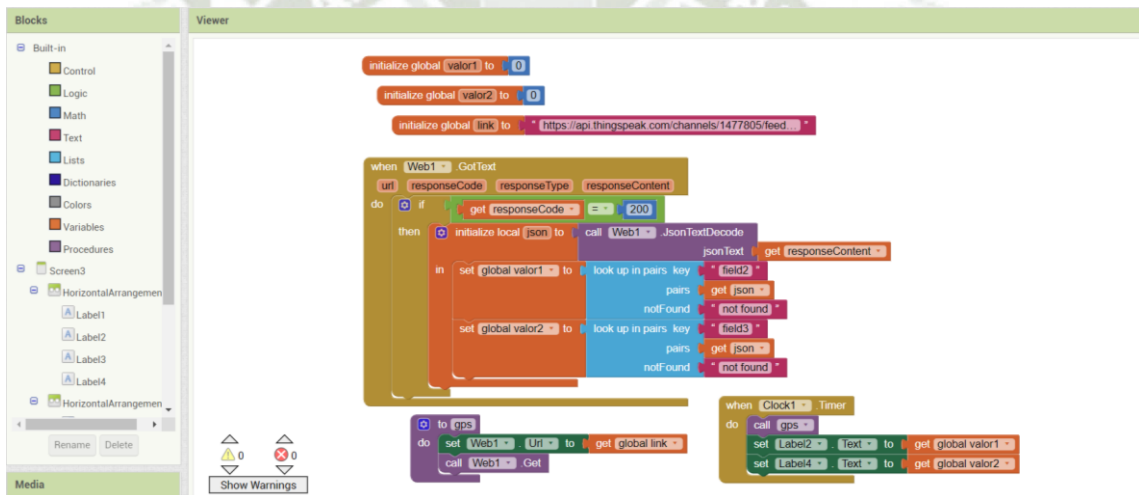 Blocks
Viewer
Built-in
Control
Logic
Math
Text
Lists
Dictionaries
Colors
Variables
Procedures
Screen3
HorizontalArrangemen
Label1
Label2
Label3
Label4
HorizontalArrangemen
Rename Delete
Media
initialize global valor1 to 0
initialize global valor2 to 0
initialize global link to " https://api.thingspeak.com/channels/1477805/feed... "
when Web1 .GotText
url responseCode responseType responseContent
do if get responseCode = 200
then initialize local json to call Web1 .JsonTextDecode
jsonText get responseContent
in set global valor1 to look up in pairs key " field2 "
pairs get json
notFound " not found "
set global valor2 to look up in pairs key " field3 "
pairs get json
notFound " not found "
to gps
do set Web1 . Url to get global link
call Web1 .Get
when Clock1 .Timer
do call gps
set Label2 . Text to get global valor1
set Label4 . Text to get global valor2
0 0
Show Warnings